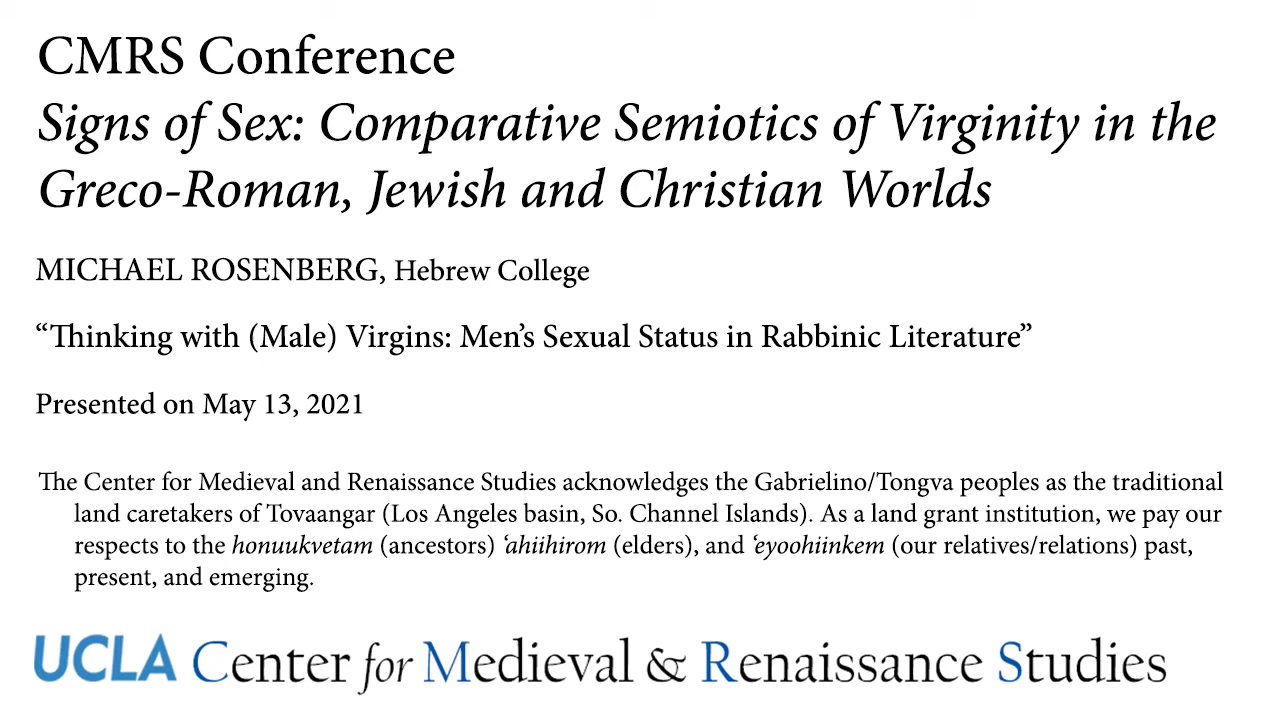 CMRS Conference
Signs of Sex: Comparative Semiotics of Virginity in the
Greco-Roman, Jewish and Christian Worlds
MICHAEL ROSENBERG, Hebrew College
“Thinking with (Male) Virgins: Men’s Sexual Status in Rabbinic Literature”
Presented on May 13, 2021
The Center for Medieval and Renaissance Studies acknowledges the Gabrielino/Tongva peoples as the traditional
land caretakers of Tovaangar (Los Angeles basin, So. Channel Islands). As a land grant institution, we pay our
respects to the honuukvetam (ancestors) ‘ahiihirom (elders), and ‘eyoohiinkem (our relatives/relations) past,
present, and emerging.
UCLA Center for Medieval & Renaissance Studies